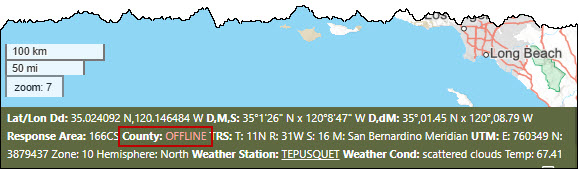 Los
100 km
Long Beach
50 mi
zoom: 7
Lat/Lon Dd: 35.024092 N,120.146484 W D,M,S: 35°1'26" N x 120°8'47" W D,dM: 35°,01.45 N x 120°,08.79 W
Response Area: 166CS County: OFFLINE TRS: T: 11N R: 31W S: 16 M: San Bernardino Meridian UTM: E: 760349 N:
3879437 Zone: 10 Hemisphere: North Weather Station: TEPUSQUET Weather Cond: scattered clouds Temp: 67.41